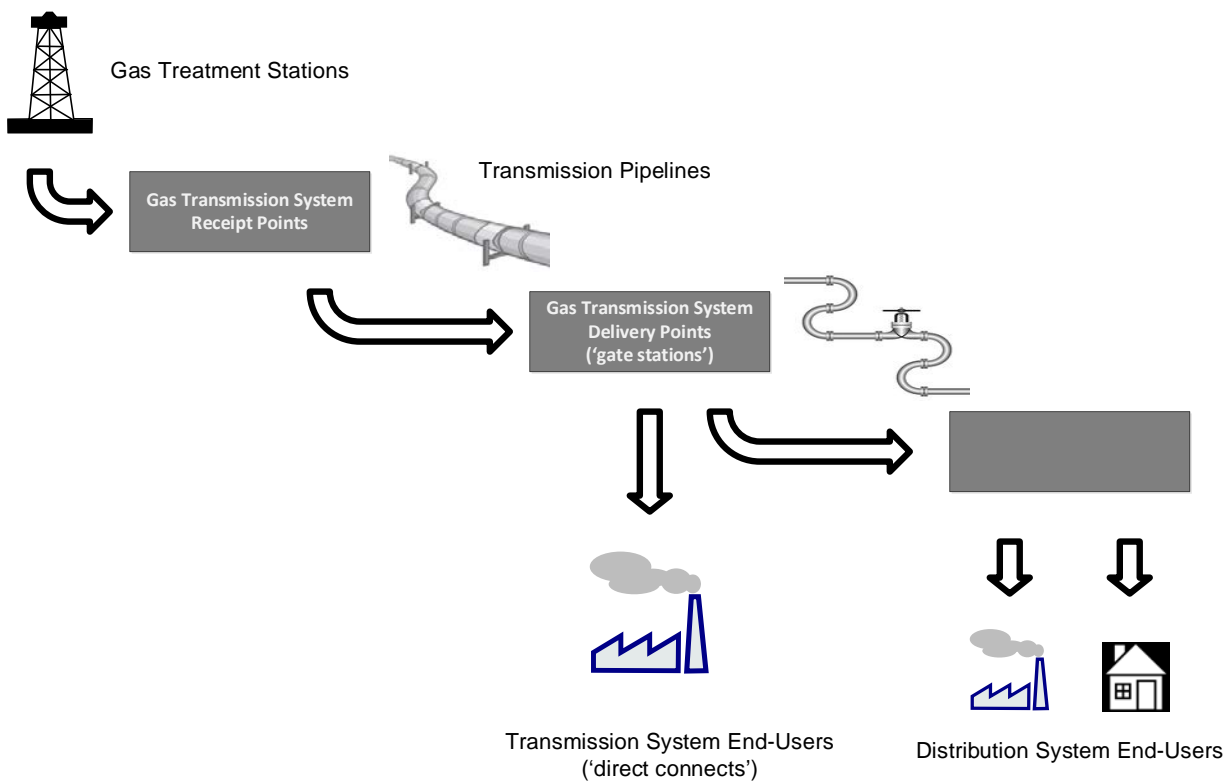 Gas Treatment Stations
Transmission Pipelines
Gas Transmission System
Receipt Points
Gas Transmission System
Delivery Points
(‘gate stations’)
Transmission System End-Users
(‘direct connects’)
Distribution System End-Users